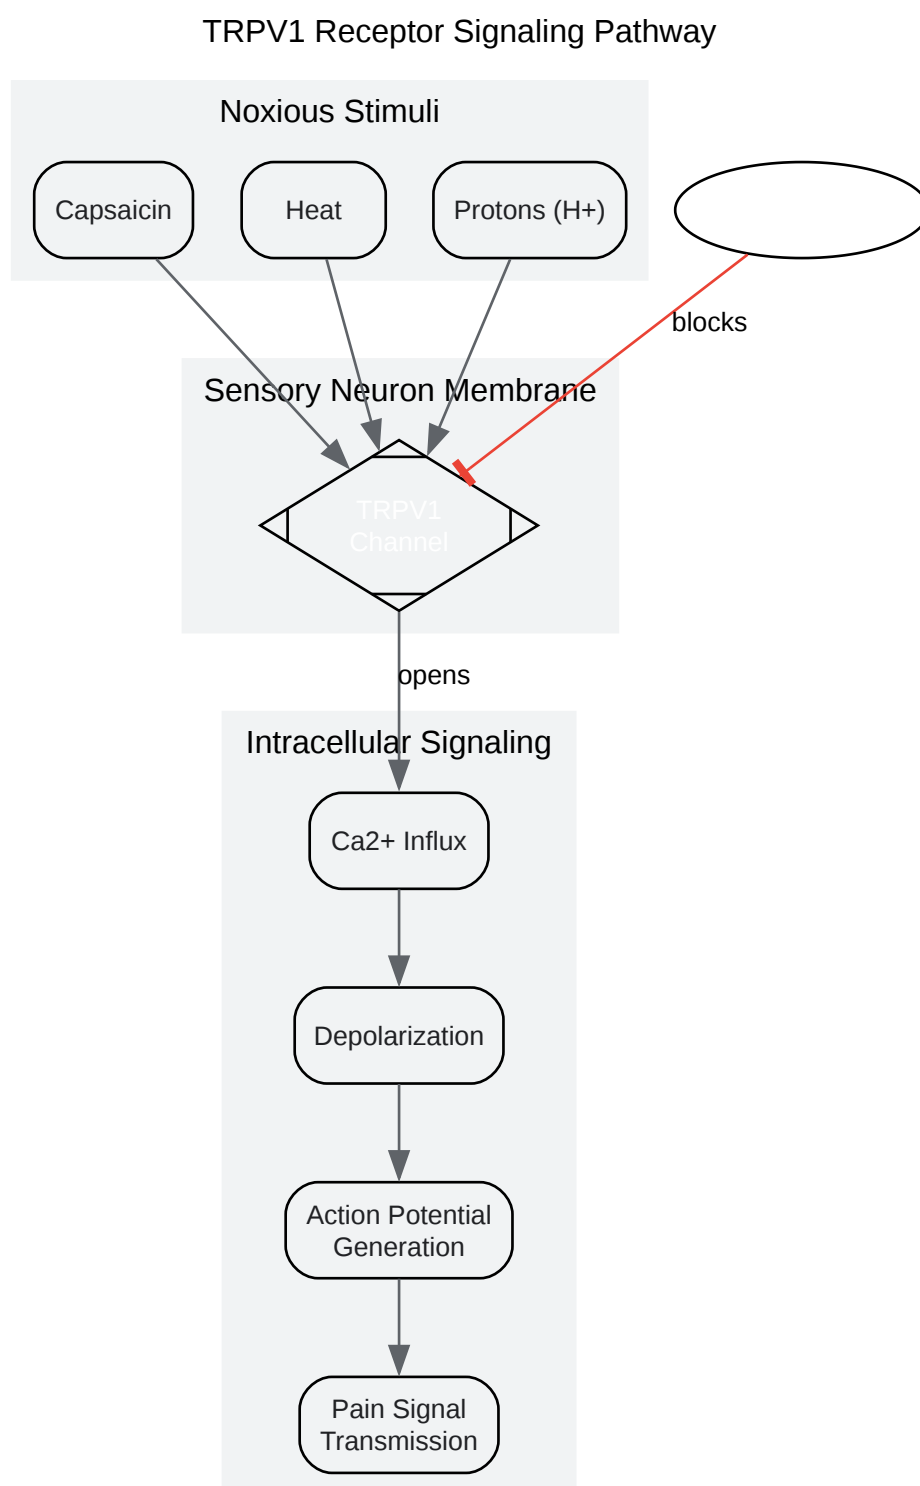 TRPV1 Receptor Signaling Pathway
Noxious Stimuli
Capsaicin
Heat
Protons (H+)
blocks
Sensory Neuron Membrane
TRPV1
Channel
opens
Intracellular Signaling
Ca2+ Influx
Depolarization
Action Potential
Generation
Pain Signal
Transmission